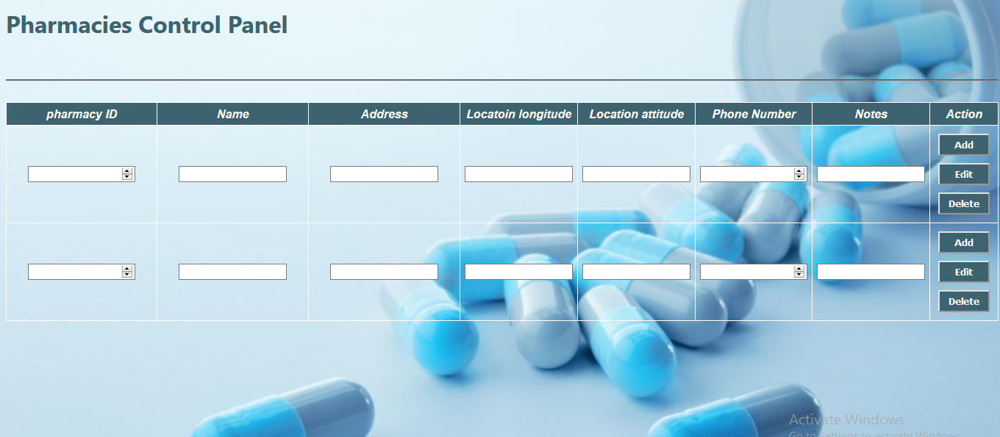 Pharmacies Control Panel
pharmacy ID Name Address Locatoin longitude Location attitude Phone Number Notes Action
Add
Edit
Delete
Add
Edit
Delete
Activate Windows
Go to Settings to activate Windows.